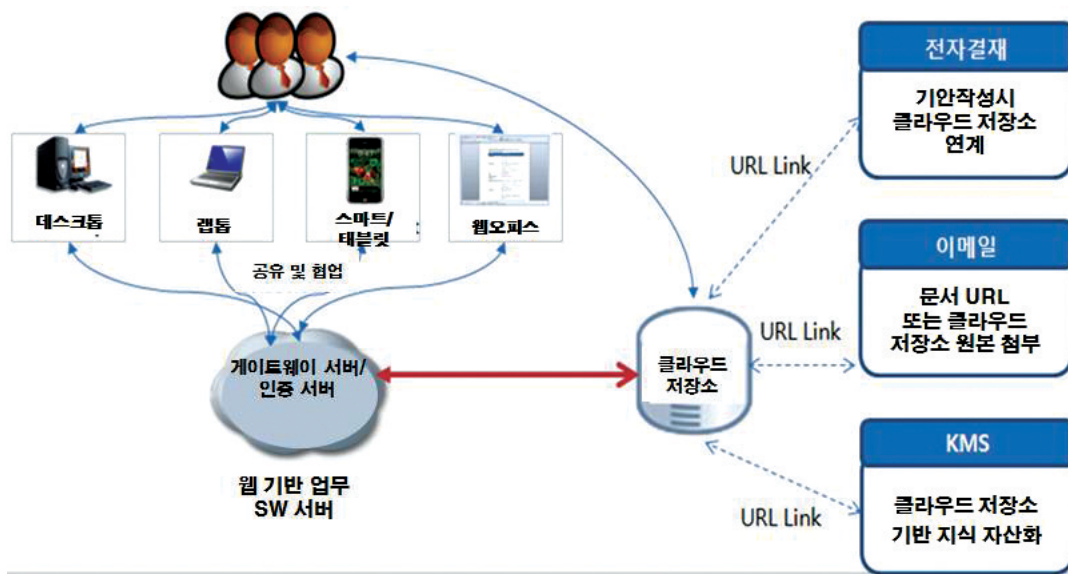 데스크톱
랩톱
스마트/
태블릿
웹오피스
공유 및 협업
게이트웨이 서버/
인증 서버
웹 기반 업무
SW 서버
클라우드
저장소
URL Link
URL Link
URL Link
전자결재
기안작성시
클라우드 저장소
연계
이메일
문서 URL
또는 클라우드
저장소 원본 첨부
KMS
클라우드 저장소
기반 지식 자산화